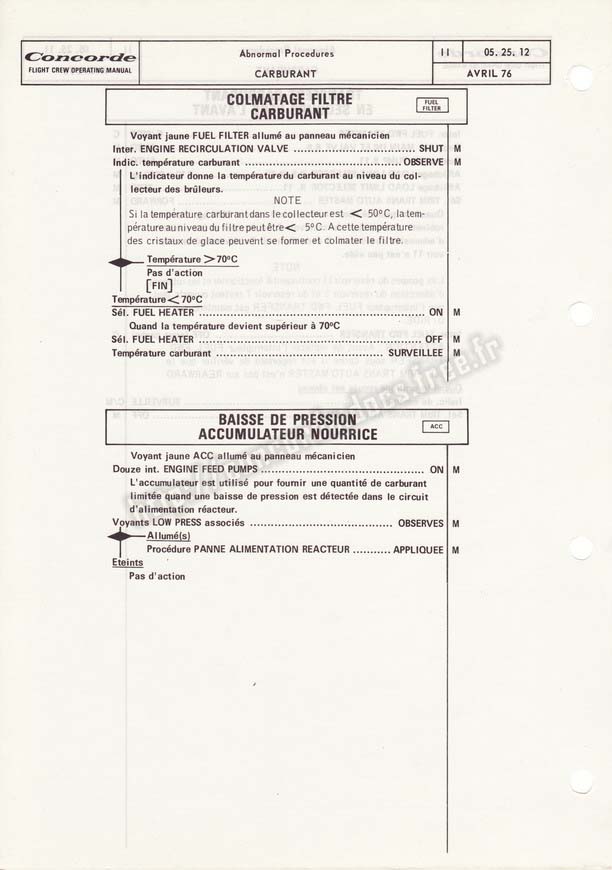 Concorde
FLIGHT CREW OPERATING MANUAL
Abnormal Procedures
CARBURANT
11
05. 25. 12
AVRIL 76
COLMATAGE FILTRE
CARBURANT
FUEL
FILTER
Voyant jaune FUEL FILTER allumé au panneau mécanicien
Inter. ENGINE RECIRCULATION VALVE ........................................ SHUT M
Indic. température carburant .................................................... OBSERVE M
L'indicateur donne la température du carburant au niveau du col-
lecteur des brûleurs.
NOTE
Si la température carburant dans le collecteur est < 50°C, la tem-
pérature au niveau du filtre peut être < 5°C. A cette température
des cristaux de glace peuvent se former et colmater le filtre.
Température > 70°C
Pas d'action
[FIN]
Température < 70°C
Sél. FUEL HEATER .............................................................. ON M
Quand la température devient supérieur à 70°C
Sél. FUEL HEATER .............................................................. OFF M
Température carburant ........................................... SURVEILLEE M
BAISSE DE PRESSION
ACCUMULATEUR NOURRICE
ACC
Voyant jaune ACC allumé au panneau mécanicien
Douze int. ENGINE FEED PUMPS ............................................. ON M
L'accumulateur est utilisé pour fournir une quantité de carburant
limitée quand une baisse de pression est détectée dans le circuit
d'alimentation réacteur.
Voyants LOW PRESS associés ........................................ OBSERVES M
Allumé(s)
Procédure PANNE ALIMENTATION REACTEUR ........... APPLIQUEE M
Eteints
Pas d'action